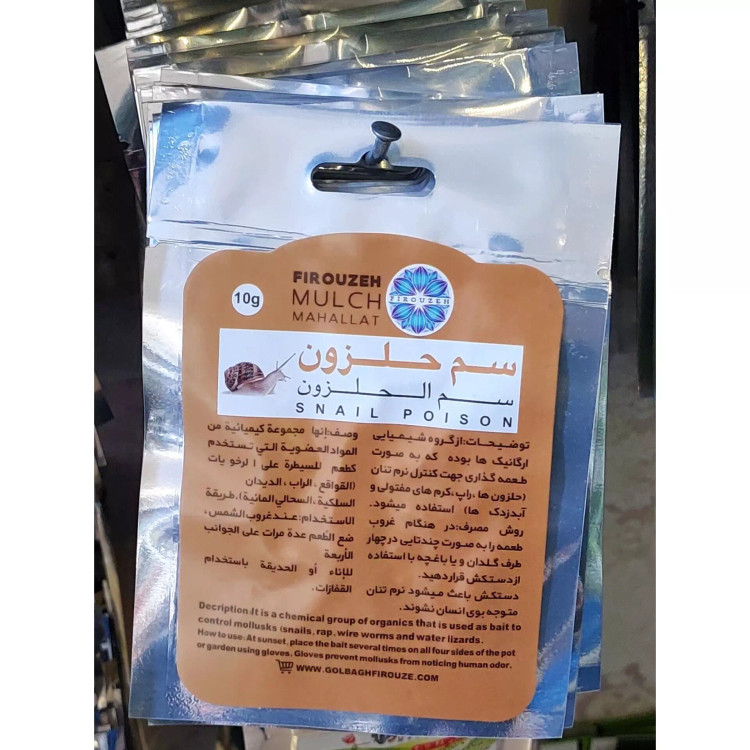 FIROUZEH
MULCH
MAHALLAT
FIROUZEH
10g
سم حلزون
سم الحلزون
SNAIL POISON
توضیحات:ازگروه شیمیایی
ارگانیک ها بوده که به صورت
طعمه گذاری جهت کنترل نرم تنان
(حلزون ها ،راپ،کرم های مفتولی و
آبدزدک ها) استفاده میشود.
روش مصرف:در هنگام غروب
طعمه را به صورت چندتایی در چهار
طرف گلدان و یا باغچه با استفاده
از دستکش قرار دهید.
دستکش باعث میشود نرم تنان
متوجه بوی انسان نشوند.
وصف:إنها مجموعة كيميائية من
المواد العضوية التي تستخدم
كطعم للسيطرة على ا لرخو يات
(القواقع ، الراب ، الديدان
السلكية ، السحالي المائية).طريقة
الاستخدام:عند غروب الشمس ،
ضع الطعم عدة مرات على الجوانب
الأربعة
للإناء أو الحديقة باستخدام
القفازات.
Decription:It is a chemical group of organics that is used as bait to
control mollusks (snails, rap, wire worms and water lizards.
How to use:At sunset, place the bait several times on all four sides of the pot
or garden using gloves. Gloves prevent mollusks from noticing human odor.
WWW.GOLBAGHFIROUZE.COM